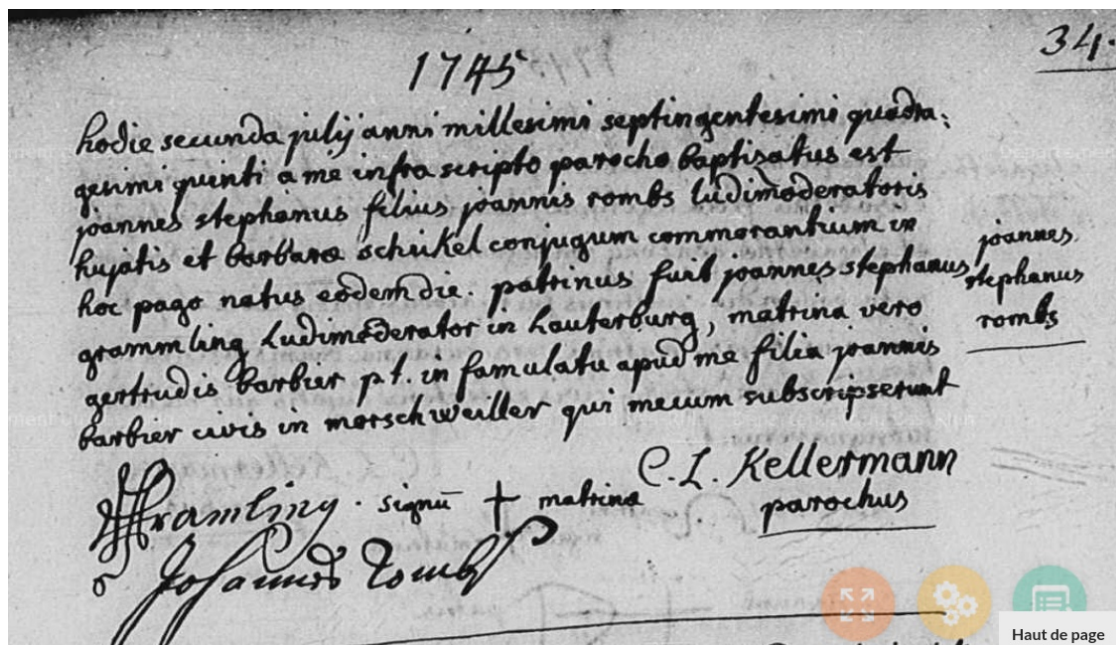 34.
1745
hodie secunda julij anni millesimi septingentesimi quadra:
gesimi quinti a me infra scripto parocho baptisatus est
joannes stephanus filius joannis rombs ludimoderatoris
hujatis et barbara schikel conjugum commorantium in
hoc pago natus eodem die. patrinus fuit joannes stephanus
grammling Ludimoderator in Lauterburg, matrina vero
gertrudis barbier p.t. in famulatu apud me filia joannis
barbier civis in morschweiller qui mecum subscripserunt
joannes
stephanus
rombs
C. L. Kellermann
parochus
Gramling. signū + matrina
Johannes Rombs
Haut de page